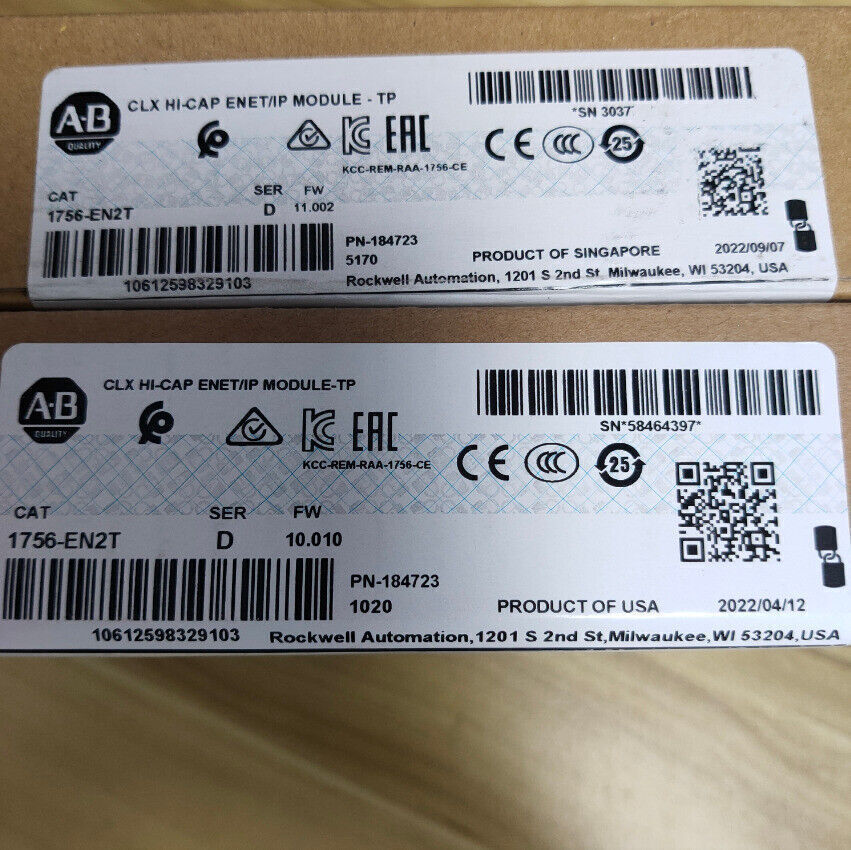 A·B
QUALITY
CLX HI-CAP ENET/IP MODULE - TP
*SN 3037
25
KCC-REM-RAA-1756-CE
CAT SER FW
1756-EN2T D 11.002
PN-184723
5170
PRODUCT OF SINGAPORE 2022/09/07
10612598329103
Rockwell Automation, 1201 S 2nd St, Milwaukee, WI 53204, USA
A·B
QUALITY
CLX HI-CAP ENET/IP MODULE-TP
SN*58464397*
25
KCC-REM-RAA-1756-CE
CAT SER FW
1756-EN2T D 10.010
PN-184723
1020 PRODUCT OF USA 2022/04/12
10612598329103 Rockwell Automation,1201 S 2nd St,Milwaukee,WI 53204,USA